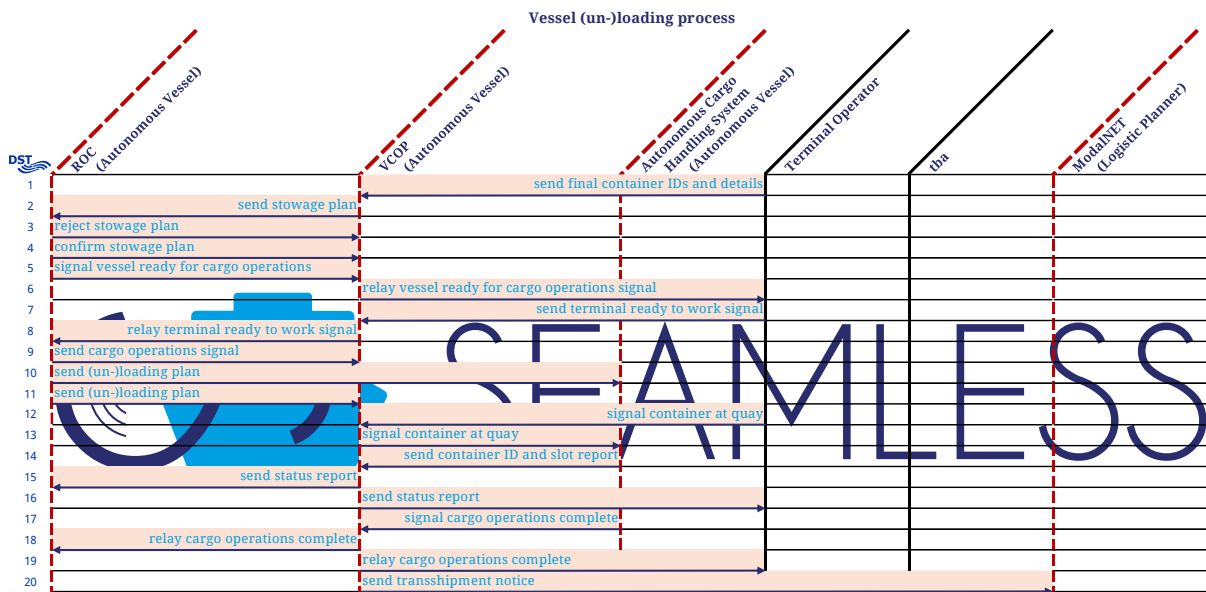 Vessel (un-)loading process
DST
ROC
(Autonomous Vessel)
VCOP
(Autonomous Vessel)
Autonomous Cargo
Handling System
(Autonomous Vessel)
Terminal Operator
tba
ModalNET
(Logistic Planner)
1 send final container IDs and details
2 send stowage plan
3 reject stowage plan
4 confirm stowage plan
5 signal vessel ready for cargo operations
6 relay vessel ready for cargo operations signal
7 send terminal ready to work signal
8 relay terminal ready to work signal
9 send cargo operations signal
10 send (un-)loading plan
11 send (un-)loading plan
12 signal container at quay
13 signal container at quay
14 send container ID and slot report
15 send status report
16 send status report
17 signal cargo operations complete
18 relay cargo operations complete
19 relay cargo operations complete
20 send transshipment notice
SEAMLESS